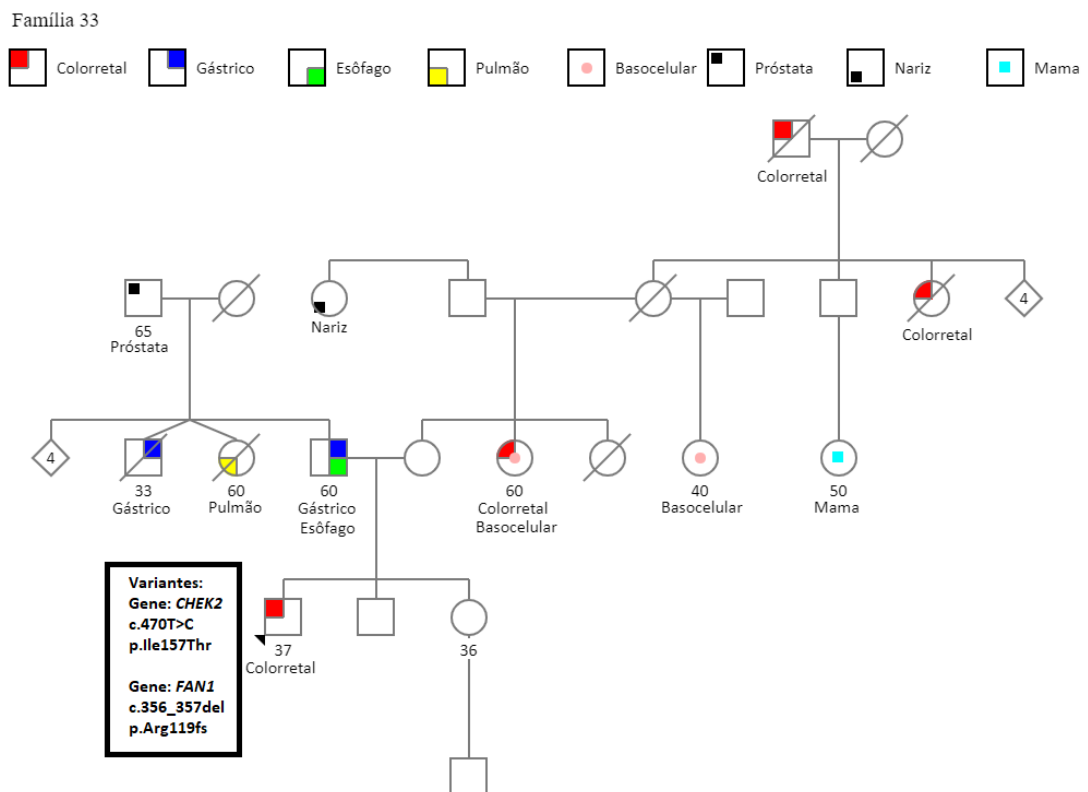 Família 33
Colorretal
Gástrico
Esôfago
Pulmão
Basocelular
Próstata
Nariz
Mama
Colorretal
65
Próstata
Nariz
Colorretal
4
4
33
Gástrico
60
Pulmão
60
Gástrico
Esôfago
60
Colorretal
Basocelular
40
Basocelular
50
Mama
Variantes:
Gene: CHEK2
c.470T>C
p.Ile157Thr
Gene: FAN1
c.356_357del
p.Arg119fs
37
Colorretal
36